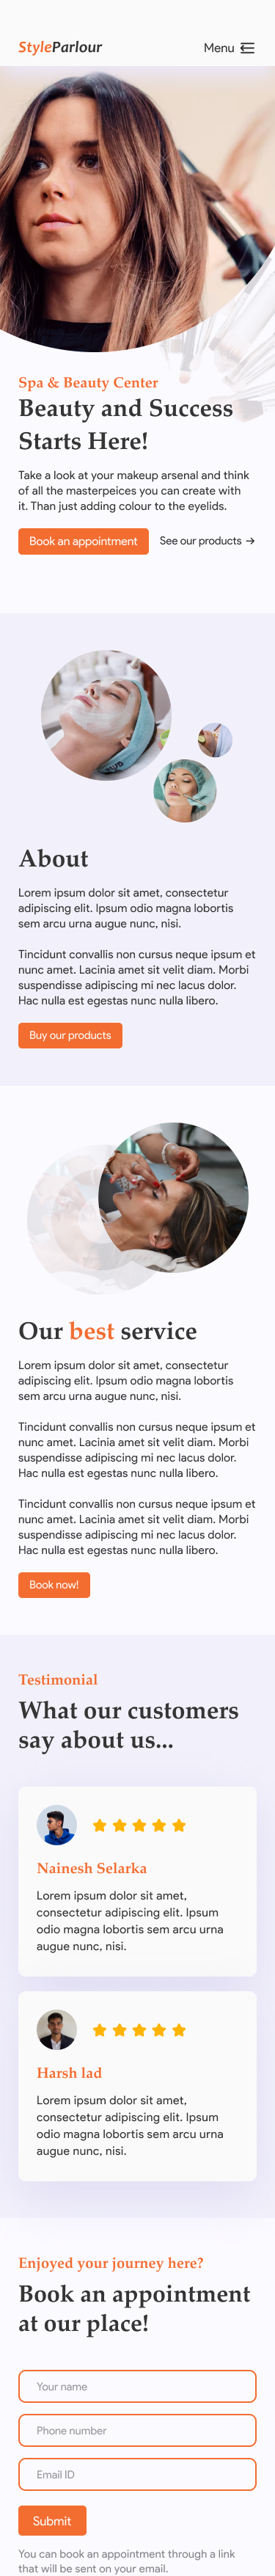 StyleParlour
Menu
Spa & Beauty Center
Beauty and Success
Starts Here!
Take a look at your makeup arsenal and think
of all the masterpeices you can create with
it. Than just adding colour to the eyelids.
Book an appointment
See our products →
About
Lorem ipsum dolor sit amet, consectetur
adipiscing elit. Ipsum odio magna lobortis
sem arcu urna augue nunc, nisi.
Tincidunt convallis non cursus neque ipsum et
nunc amet. Lacinia amet sit velit diam. Morbi
suspendisse adipiscing mi nec lacus dolor.
Hac nulla est egestas nunc nulla libero.
Buy our products
Our best service
Lorem ipsum dolor sit amet, consectetur
adipiscing elit. Ipsum odio magna lobortis
sem arcu urna augue nunc, nisi.
Tincidunt convallis non cursus neque ipsum et
nunc amet. Lacinia amet sit velit diam. Morbi
suspendisse adipiscing mi nec lacus dolor.
Hac nulla est egestas nunc nulla libero.
Tincidunt convallis non cursus neque ipsum et
nunc amet. Lacinia amet sit velit diam. Morbi
suspendisse adipiscing mi nec lacus dolor.
Hac nulla est egestas nunc nulla libero.
Book now!
Testimonial
What our customers
say about us...
Nainesh Selarka
Lorem ipsum dolor sit amet,
consectetur adipiscing elit. Ipsum
odio magna lobortis sem arcu urna
augue nunc, nisi.
Harsh lad
Lorem ipsum dolor sit amet,
consectetur adipiscing elit. Ipsum
odio magna lobortis sem arcu urna
augue nunc, nisi.
Enjoyed your journey here?
Book an appointment
at our place!
Your name
Phone number
Email ID
Submit
You can book an appointment through a link
that will be sent on your email.